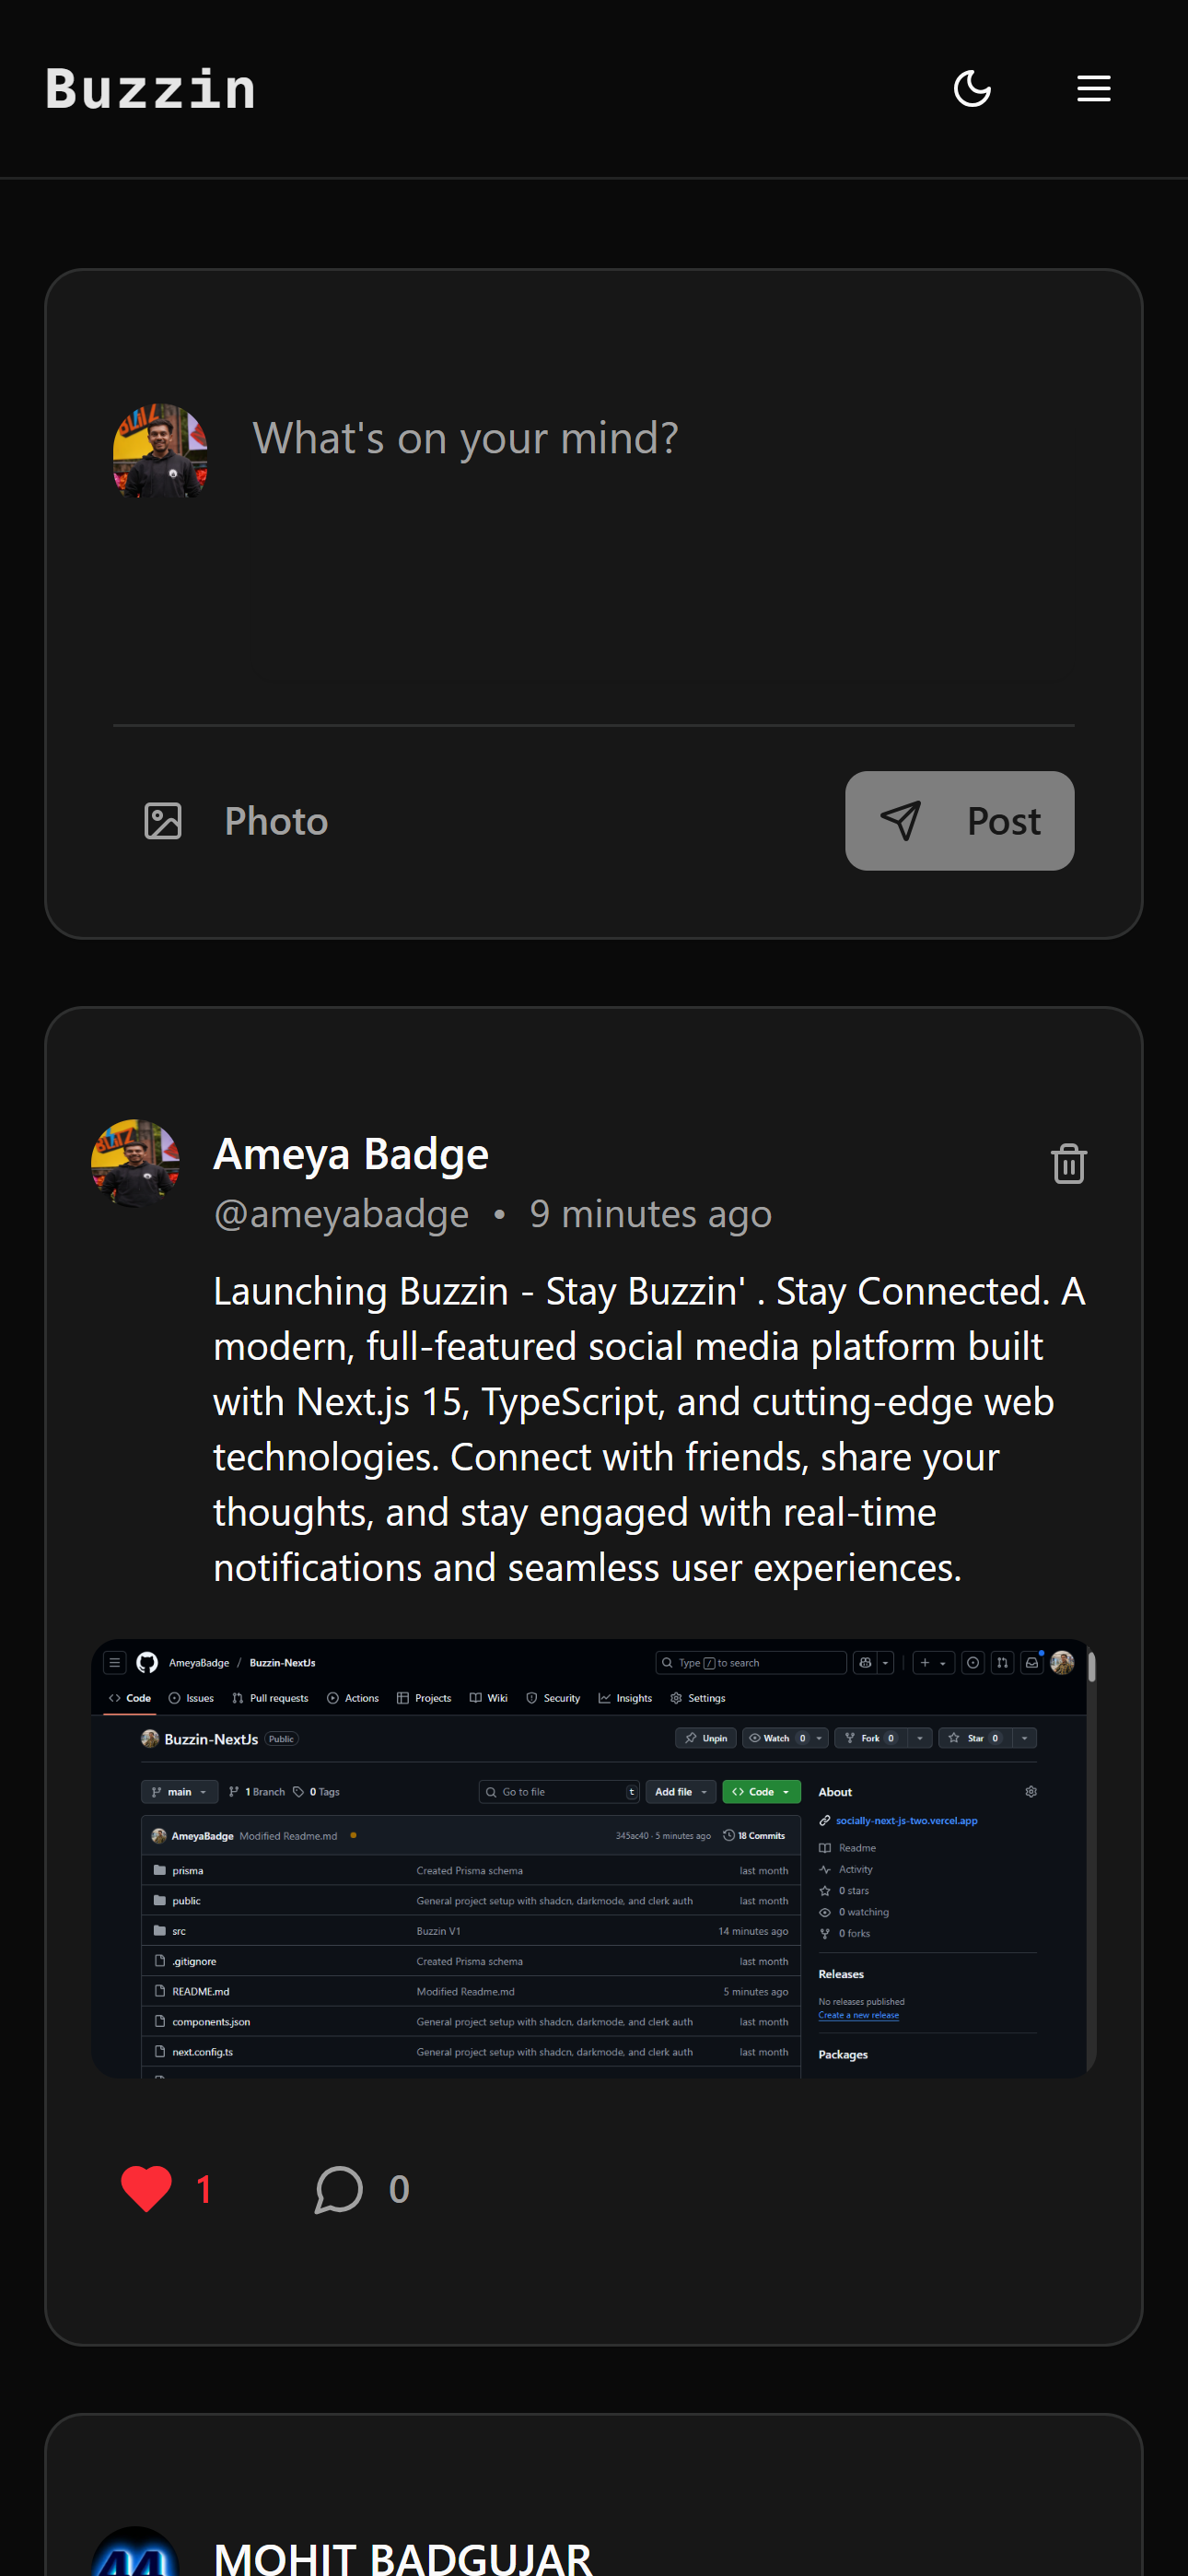 Buzzin
What's on your mind?
Photo
Post
Ameya Badge
@ameyabadge • 9 minutes ago
Launching Buzzin - Stay Buzzin' . Stay Connected. A
modern, full-featured social media platform built
with Next.js 15, TypeScript, and cutting-edge web
technologies. Connect with friends, share your
thoughts, and stay engaged with real-time
notifications and seamless user experiences.
AmeyaBadge / Buzzin-NextJs
Type / to search
Code Issues Pull requests Actions Projects Wiki Security Insights Settings
Buzzin-NextJs Public
Unpin Watch 0 Fork 0 Star 0
main 1 Branch 0 Tags Go to file t Add file Code
About
socially-next-js-two.vercel.app
AmeyaBadge Modified Readme.md 345ac40 · 5 minutes ago 18 Commits
Readme
prisma Created Prisma schema last month
Activity
0 stars
public General project setup with shadcn, darkmode, and clerk auth last month
0 watching
src Buzzin V1 14 minutes ago
0 forks
.gitignore Created Prisma schema last month
Releases
README.md Modified Readme.md 5 minutes ago
No releases published
Create a new release
components.json General project setup with shadcn, darkmode, and clerk auth last month
next.config.ts General project setup with shadcn, darkmode, and clerk auth last month
Packages
1
0
MOHIT BADGUJAR